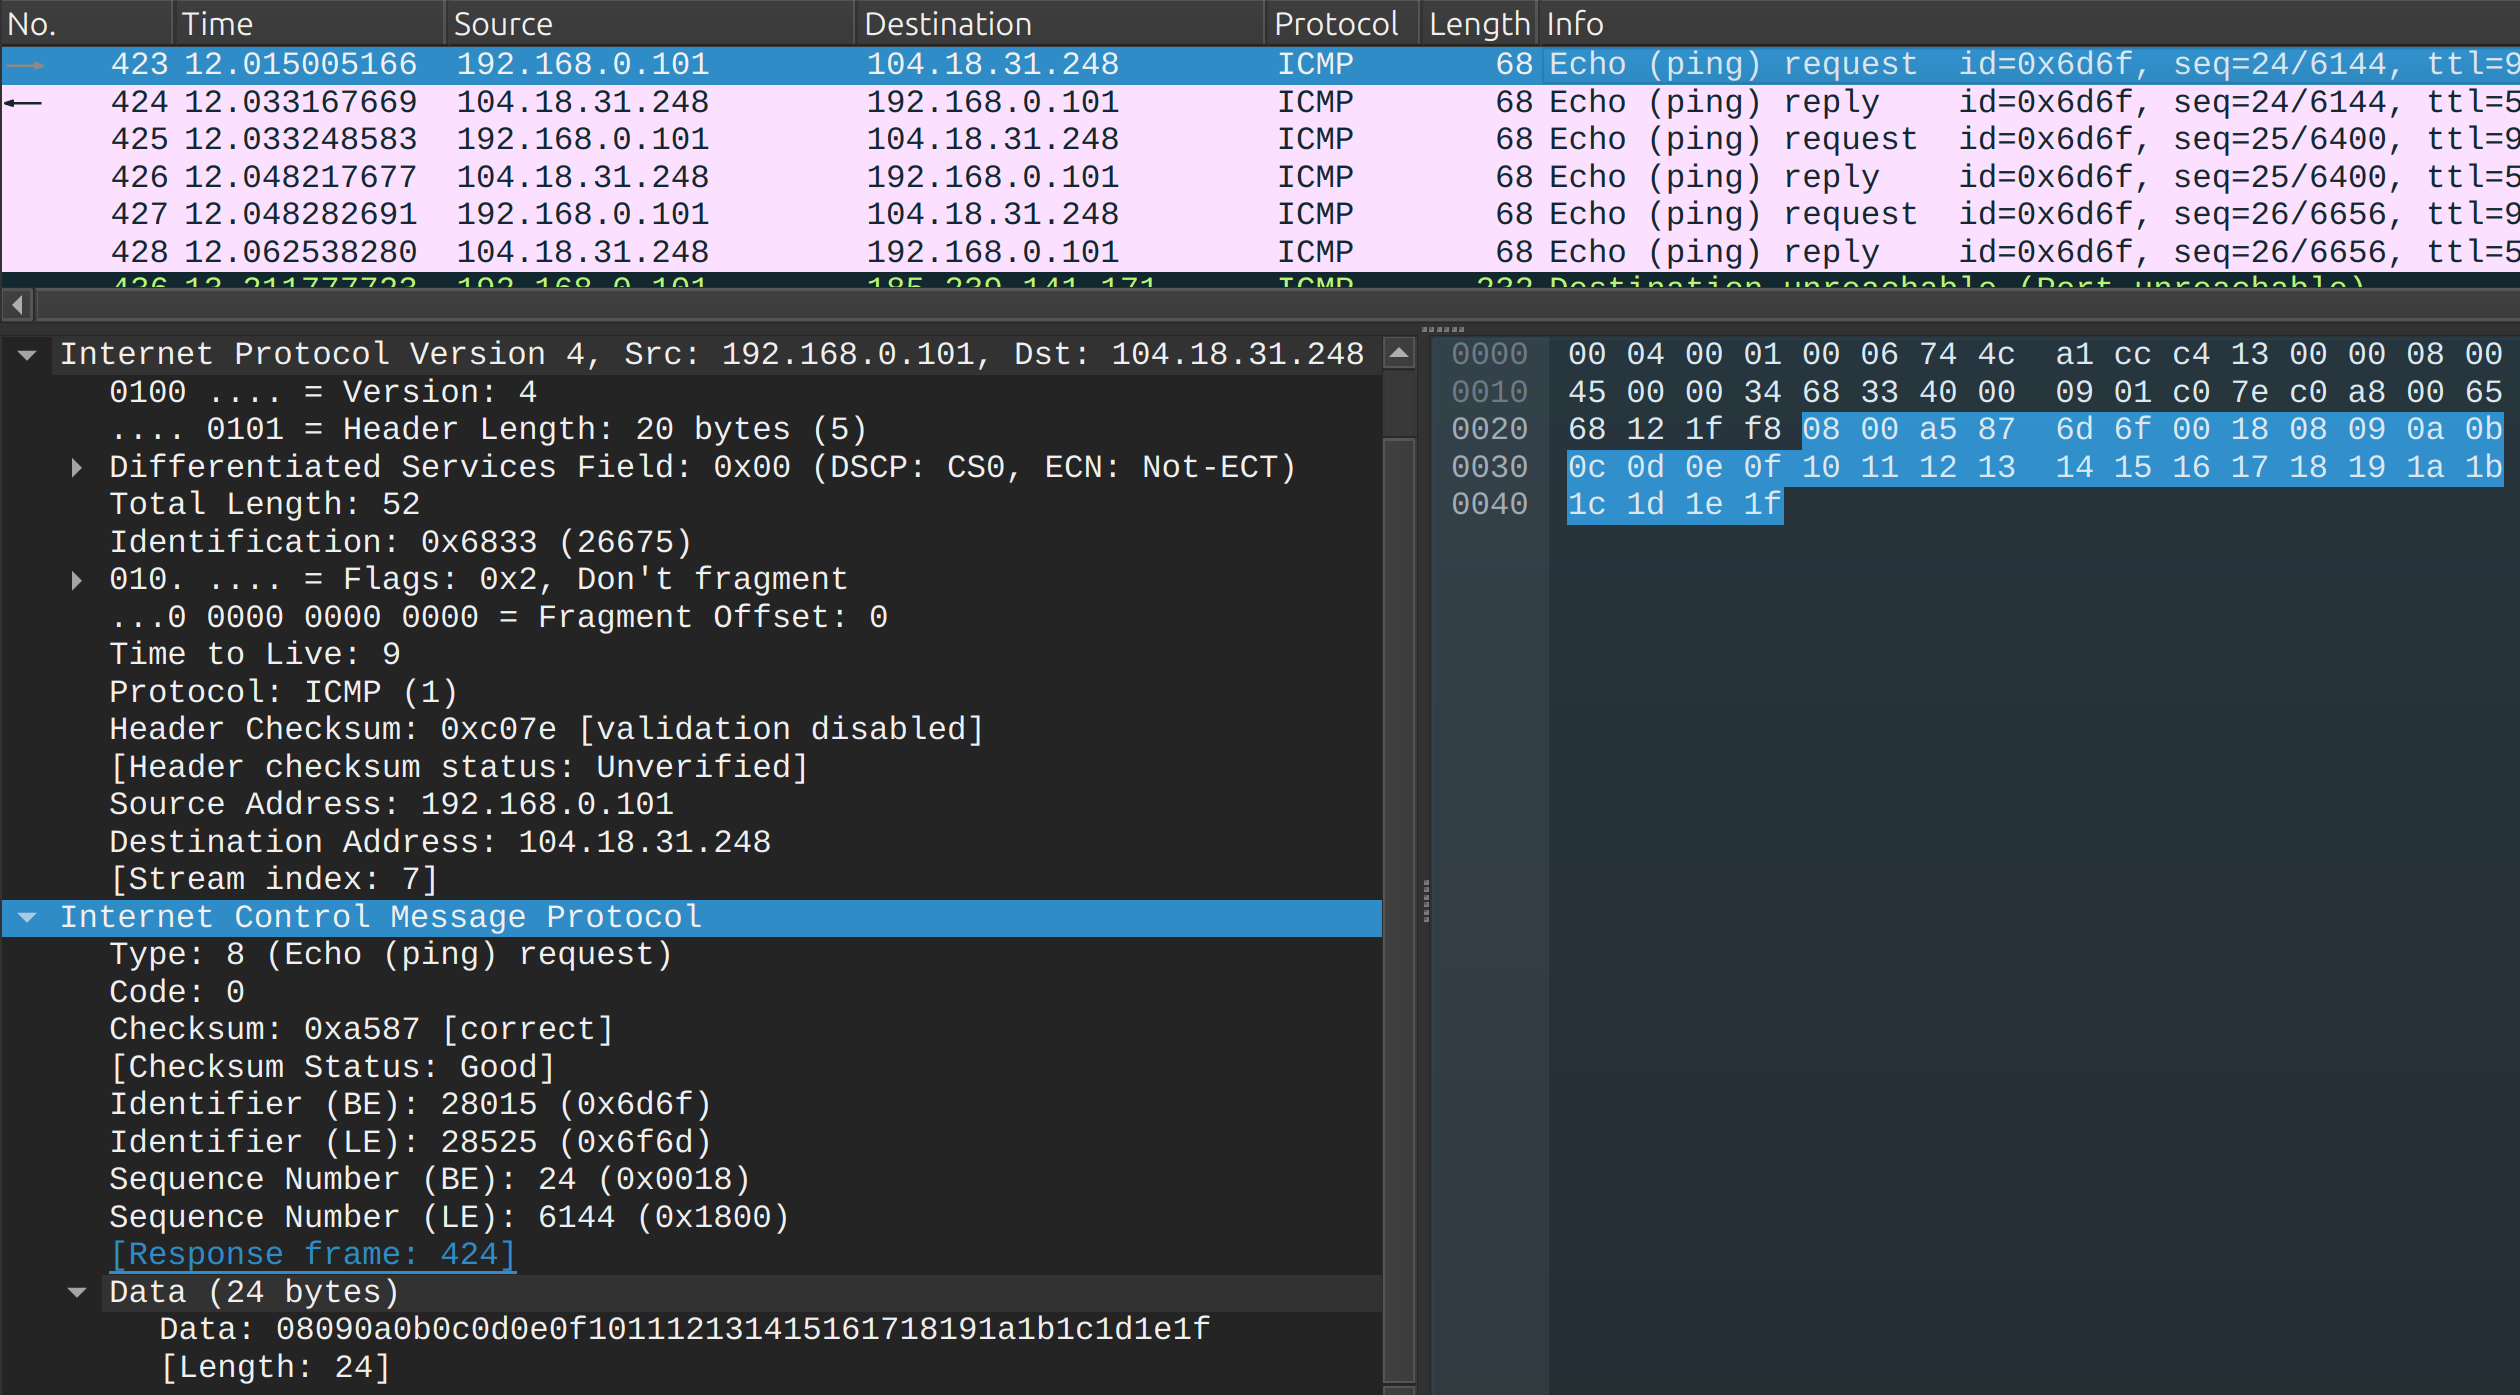 No. Time Source Destination Protocol Length Info
423 12.015005166 192.168.0.101 104.18.31.248 ICMP 68 Echo (ping) request id=0x6d6f, seq=24/6144, ttl=9
424 12.033167669 104.18.31.248 192.168.0.101 ICMP 68 Echo (ping) reply id=0x6d6f, seq=24/6144, ttl=5
425 12.033248583 192.168.0.101 104.18.31.248 ICMP 68 Echo (ping) request id=0x6d6f, seq=25/6400, ttl=9
426 12.048217677 104.18.31.248 192.168.0.101 ICMP 68 Echo (ping) reply id=0x6d6f, seq=25/6400, ttl=5
427 12.048282691 192.168.0.101 104.18.31.248 ICMP 68 Echo (ping) request id=0x6d6f, seq=26/6656, ttl=9
428 12.062538280 104.18.31.248 192.168.0.101 ICMP 68 Echo (ping) reply id=0x6d6f, seq=26/6656, ttl=5
192.168.0.101 ICMP Destination unreachable (Port unreachable)
Internet Protocol Version 4, Src: 192.168.0.101, Dst: 104.18.31.248
0100 .... = Version: 4
.... 0101 = Header Length: 20 bytes (5)
Differentiated Services Field: 0x00 (DSCP: CS0, ECN: Not-ECT)
Total Length: 52
Identification: 0x6833 (26675)
010. .... = Flags: 0x2, Don't fragment
...0 0000 0000 0000 = Fragment Offset: 0
Time to Live: 9
Protocol: ICMP (1)
Header Checksum: 0xc07e [validation disabled]
[Header checksum status: Unverified]
Source Address: 192.168.0.101
Destination Address: 104.18.31.248
[Stream index: 7]
Internet Control Message Protocol
Type: 8 (Echo (ping) request)
Code: 0
Checksum: 0xa587 [correct]
[Checksum Status: Good]
Identifier (BE): 28015 (0x6d6f)
Identifier (LE): 28525 (0x6f6d)
Sequence Number (BE): 24 (0x0018)
Sequence Number (LE): 6144 (0x1800)
[Response frame: 424]
Data (24 bytes)
Data: 08090a0b0c0d0e0f101112131415161718191a1b1c1d1e1f
[Length: 24]
0000 00 04 00 01 00 06 74 4c a1 cc c4 13 00 00 08 00
0010 45 00 00 34 68 33 40 00 09 01 c0 7e c0 a8 00 65
0020 68 12 1f f8 08 00 a5 87 6d 6f 00 18 08 09 0a 0b
0030 0c 0d 0e 0f 10 11 12 13 14 15 16 17 18 19 1a 1b
0040 1c 1d 1e 1f